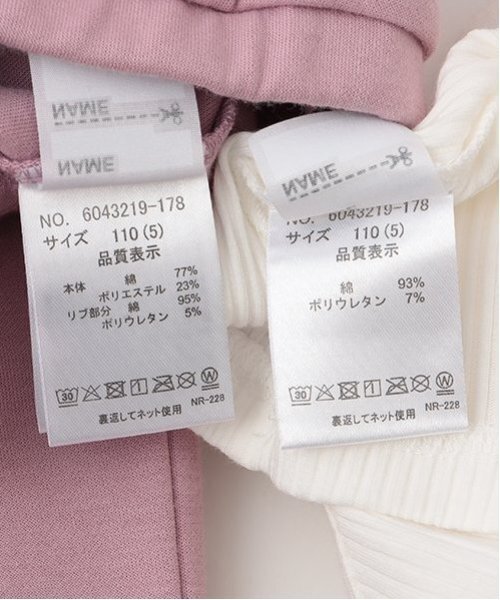 NAME
NAME
NO. 6043219-178
サイズ 110(5)
品質表示
本体 綿 77%
ポリエステル 23%
リブ部分 綿 95%
ポリウレタン 5%
30
1
W
NR-228
裏返してネット使用
NAME
NO. 6043219-178
サイズ 110(5)
品質表示
綿 93%
ポリウレタン 7%
30
1
W
NR-228
裏返してネット使用